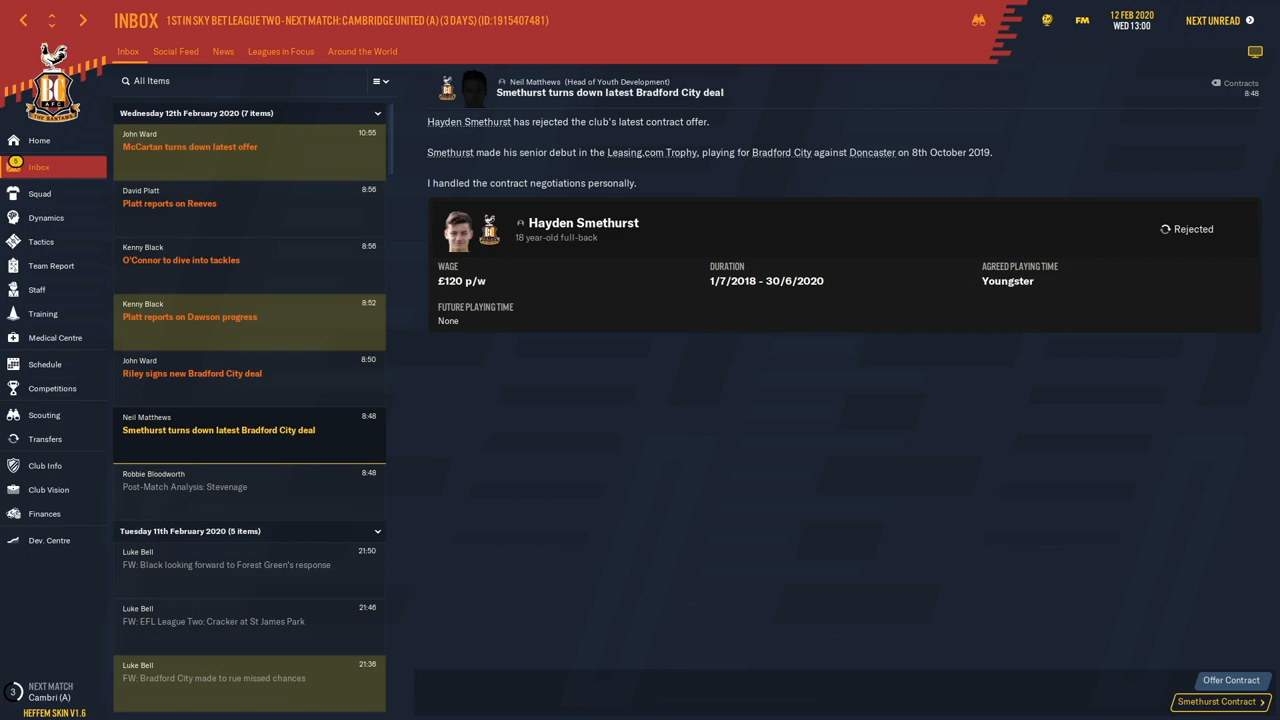 INBOX
1ST IN SKY BET LEAGUE TWO - NEXT MATCH: CAMBRIDGE UNITED (A) (3 DAYS) (ID:1915407481)
FM
12 FEB 2020
WED 13:00
NEXT UNREAD
Inbox
Social Feed
News
Leagues in Focus
Around the World
BC
A.F.C.
THE BANTAMS
Home
5
Inbox
Squad
Dynamics
Tactics
Team Report
Staff
Training
Medical Centre
Schedule
Competitions
Scouting
Transfers
Club Info
Club Vision
Finances
Dev. Centre
3
NEXT MATCH
Cambri (A)
HEFFEM SKIN V1.6
All Items
Wednesday 12th February 2020 (7 items)
John Ward 10:55
McCartan turns down latest offer
David Platt 8:56
Platt reports on Reeves
Kenny Black 8:56
O'Connor to dive into tackles
Kenny Black 8:52
Platt reports on Dawson progress
John Ward 8:50
Riley signs new Bradford City deal
Neil Matthews 8:48
Smethurst turns down latest Bradford City deal
Robbie Bloodworth 8:48
Post-Match Analysis: Stevenage
Tuesday 11th February 2020 (5 items)
Luke Bell 21:50
FW: Black looking forward to Forest Green's response
Luke Bell 21:46
FW: EFL League Two: Cracker at St James Park
Luke Bell 21:36
FW: Bradford City made to rue missed chances
Neil Matthews (Head of Youth Development)
Smethurst turns down latest Bradford City deal
Contracts
8:48
Hayden Smethurst has rejected the club's latest contract offer.
Smethurst made his senior debut in the Leasing.com Trophy, playing for Bradford City against Doncaster on 8th October 2019.
I handled the contract negotiations personally.
Hayden Smethurst
18 year-old full-back
Rejected
WAGE
£120 p/w
DURATION
1/7/2018 - 30/6/2020
AGREED PLAYING TIME
Youngster
FUTURE PLAYING TIME
None
Offer Contract
Smethurst Contract